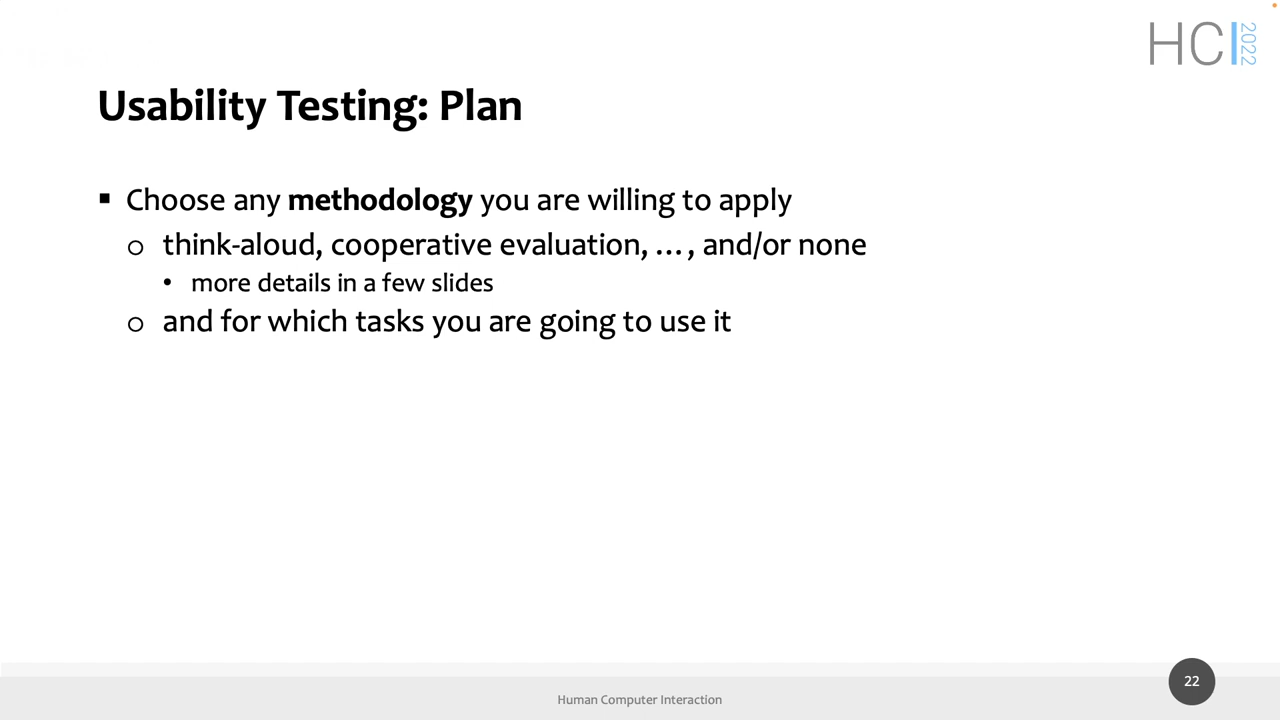 HCI 2022
Usability Testing: Plan
▪ Choose any methodology you are willing to apply
o think-aloud, cooperative evaluation, …, and/or none
• more details in a few slides
o and for which tasks you are going to use it
22
Human Computer Interaction